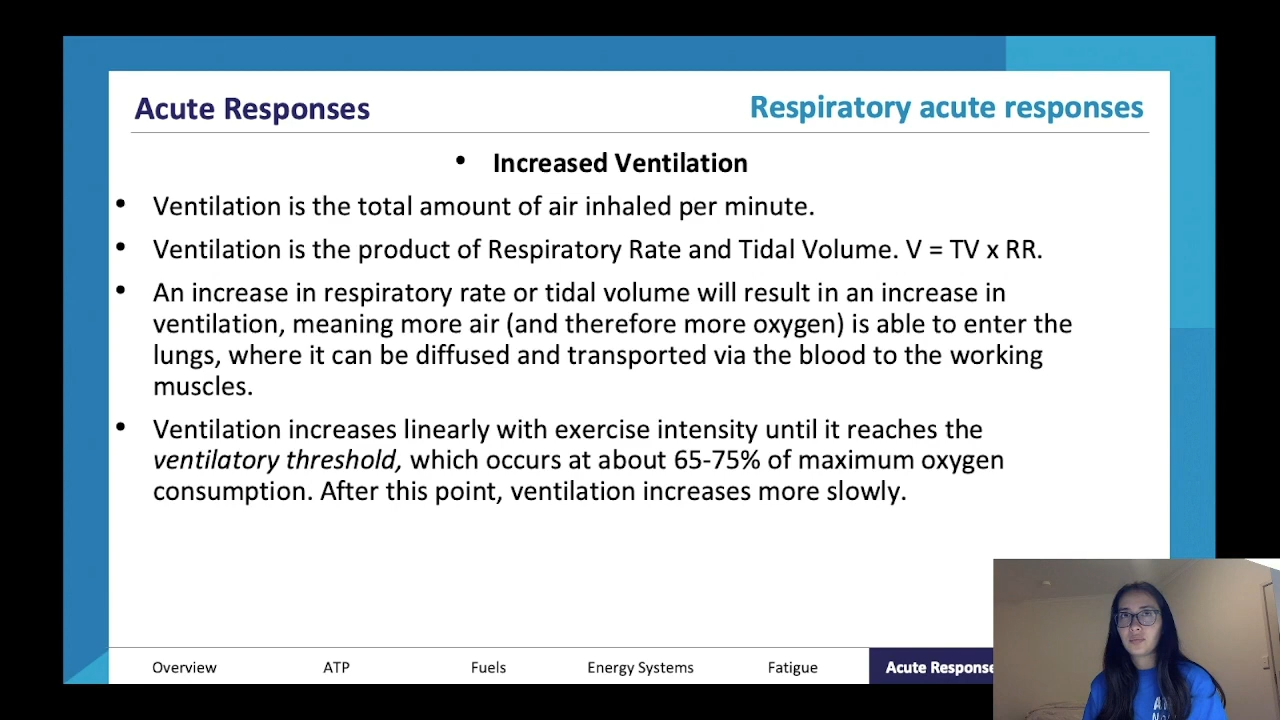 Acute Responses
Respiratory acute responses
• Increased Ventilation
• Ventilation is the total amount of air inhaled per minute.
• Ventilation is the product of Respiratory Rate and Tidal Volume. V = TV x RR.
• An increase in respiratory rate or tidal volume will result in an increase in
ventilation, meaning more air (and therefore more oxygen) is able to enter the
lungs, where it can be diffused and transported via the blood to the working
muscles.
• Ventilation increases linearly with exercise intensity until it reaches the
ventilatory threshold, which occurs at about 65-75% of maximum oxygen
consumption. After this point, ventilation increases more slowly.
Overview ATP Fuels Energy Systems Fatigue Acute Response